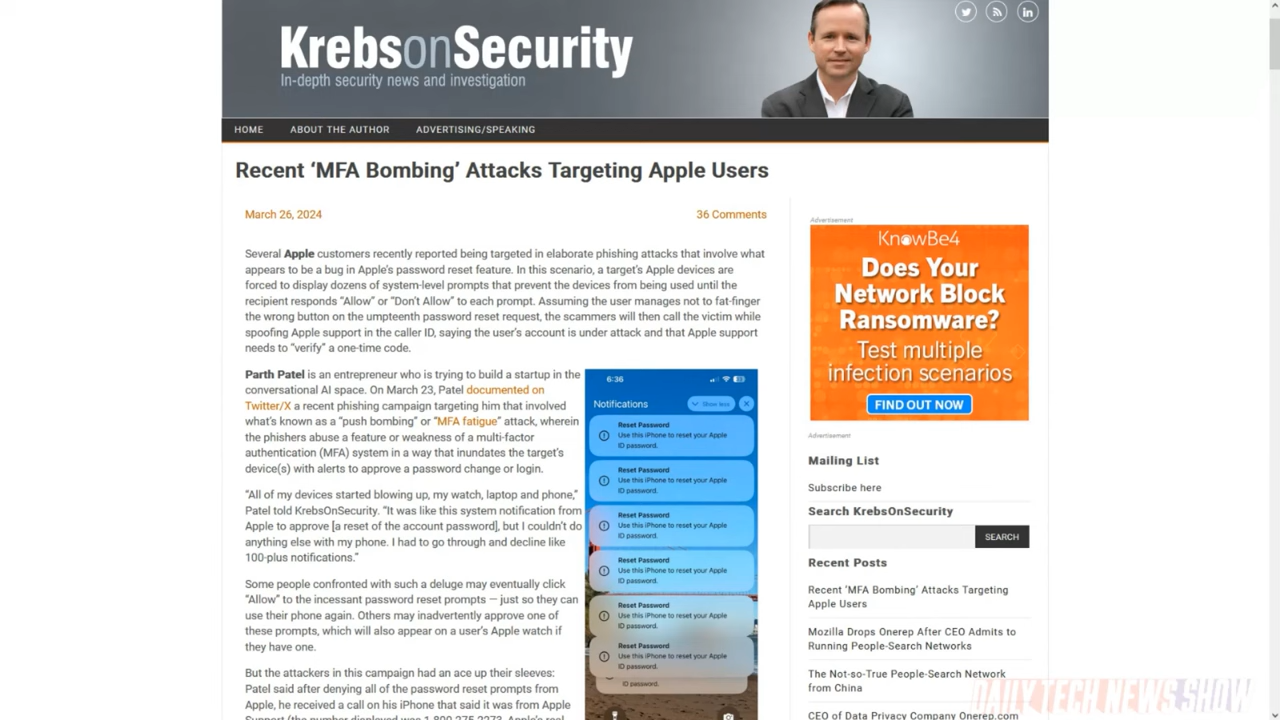 KrebsonSecurity
In-depth security news and investigation
HOME
ABOUT THE AUTHOR
ADVERTISING/SPEAKING
Recent ‘MFA Bombing’ Attacks Targeting Apple Users
March 26, 2024
36 Comments
Several Apple customers recently reported being targeted in elaborate phishing attacks that involve what
appears to be a bug in Apple’s password reset feature. In this scenario, a target’s Apple devices are
forced to display dozens of system-level prompts that prevent the devices from being used until the
recipient responds “Allow” or “Don’t Allow” to each prompt. Assuming the user manages not to fat-finger
the wrong button on the umpteenth password reset request, the scammers will then call the victim while
spoofing Apple support in the caller ID, saying the user’s account is under attack and that Apple support
needs to “verify” a one-time code.
Parth Patel is an entrepreneur who is trying to build a startup in the
conversational AI space. On March 23, Patel documented on
Twitter/X a recent phishing campaign targeting him that involved
what’s known as a “push bombing” or “MFA fatigue” attack, wherein
the phishers abuse a feature or weakness of a multi-factor
authentication (MFA) system in a way that inundates the target’s
device(s) with alerts to approve a password change or login.
“All of my devices started blowing up, my watch, laptop and phone,”
Patel told KrebsOnSecurity. “It was like this system notification from
Apple to approve [a reset of the account password], but I couldn’t do
anything else with my phone. I had to go through and decline like
100-plus notifications.”
Some people confronted with such a deluge may eventually click
“Allow” to the incessant password reset prompts — just so they can
use their phone again. Others may inadvertently approve one of
these prompts, which will also appear on a user’s Apple watch if
they have one.
But the attackers in this campaign had an ace up their sleeves:
Patel said after denying all of the password reset prompts from
Apple, he received a call on his iPhone that said it was from Apple
Support (the number displayed was 1-800-275-2273, Apple’s real
6:36
Notifications
Show less
Reset Password
Use this iPhone to reset your Apple
ID password.
Reset Password
Use this iPhone to reset your Apple
ID password.
Reset Password
Use this iPhone to reset your Apple
ID password.
Reset Password
Use this iPhone to reset your Apple
ID password.
Reset Password
Use this iPhone to reset your Apple
ID password.
Reset Password
Use this iPhone to reset your Apple
ID password.
ID password.
Advertisement
KnowBe4
Does Your
Network Block
Ransomware?
Test multiple
infection scenarios
FIND OUT NOW
Advertisement
Mailing List
Subscribe here
Search KrebsOnSecurity
SEARCH
Recent Posts
Recent ‘MFA Bombing’ Attacks Targeting
Apple Users
Mozilla Drops Onerep After CEO Admits to
Running People-Search Networks
The Not-so-True People-Search Network
from China
CEO of Data Privacy Company Onerep.com
DAILY TECH NEWS SHOW